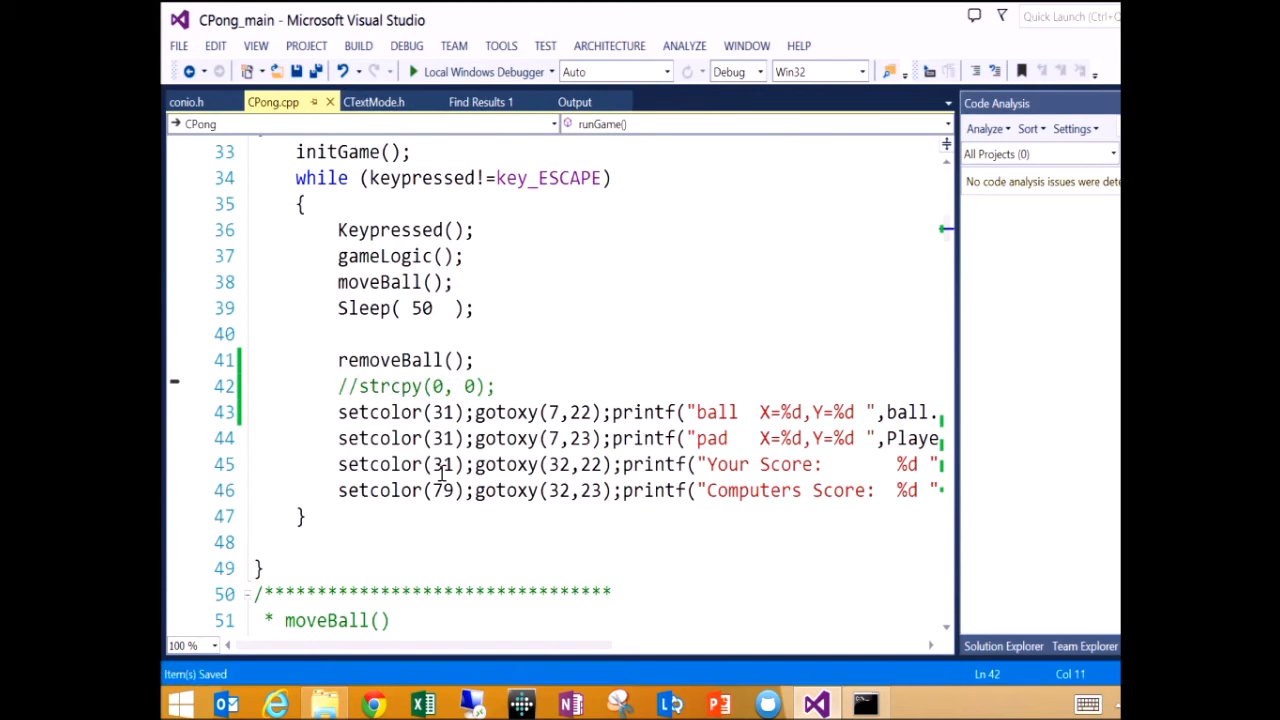 CPong_main - Microsoft Visual Studio
Quick Launch (Ctrl+
FILE EDIT VIEW PROJECT BUILD DEBUG TEAM TOOLS TEST ARCHITECTURE ANALYZE WINDOW HELP
Local Windows Debugger Auto Debug Win32
conio.h CPong.cpp CTextMode.h Find Results 1 Output
Code Analysis
CPong runGame()
Analyze Sort Settings
All Projects (0)
No code analysis issues were dete
33 initGame();
34 while (keypressed!=key_ESCAPE)
35 {
36 Keypressed();
37 gameLogic();
38 moveBall();
39 Sleep( 50  );
40
41 removeBall();
42 //strcpy(0, 0);
43 setcolor(31);gotoxy(7,22);printf("ball  X=%d,Y=%d ",ball.
44 setcolor(31);gotoxy(7,23);printf("pad   X=%d,Y=%d ",Playe
45 setcolor(31);gotoxy(32,22);printf("Your Score:       %d "
46 setcolor(79);gotoxy(32,23);printf("Computers Score:  %d "
47 }
48
49 }
50 /*********************************
51 * moveBall()
100 %
Solution Explorer Team Explorer
Item(s) Saved Ln 42 Col 11